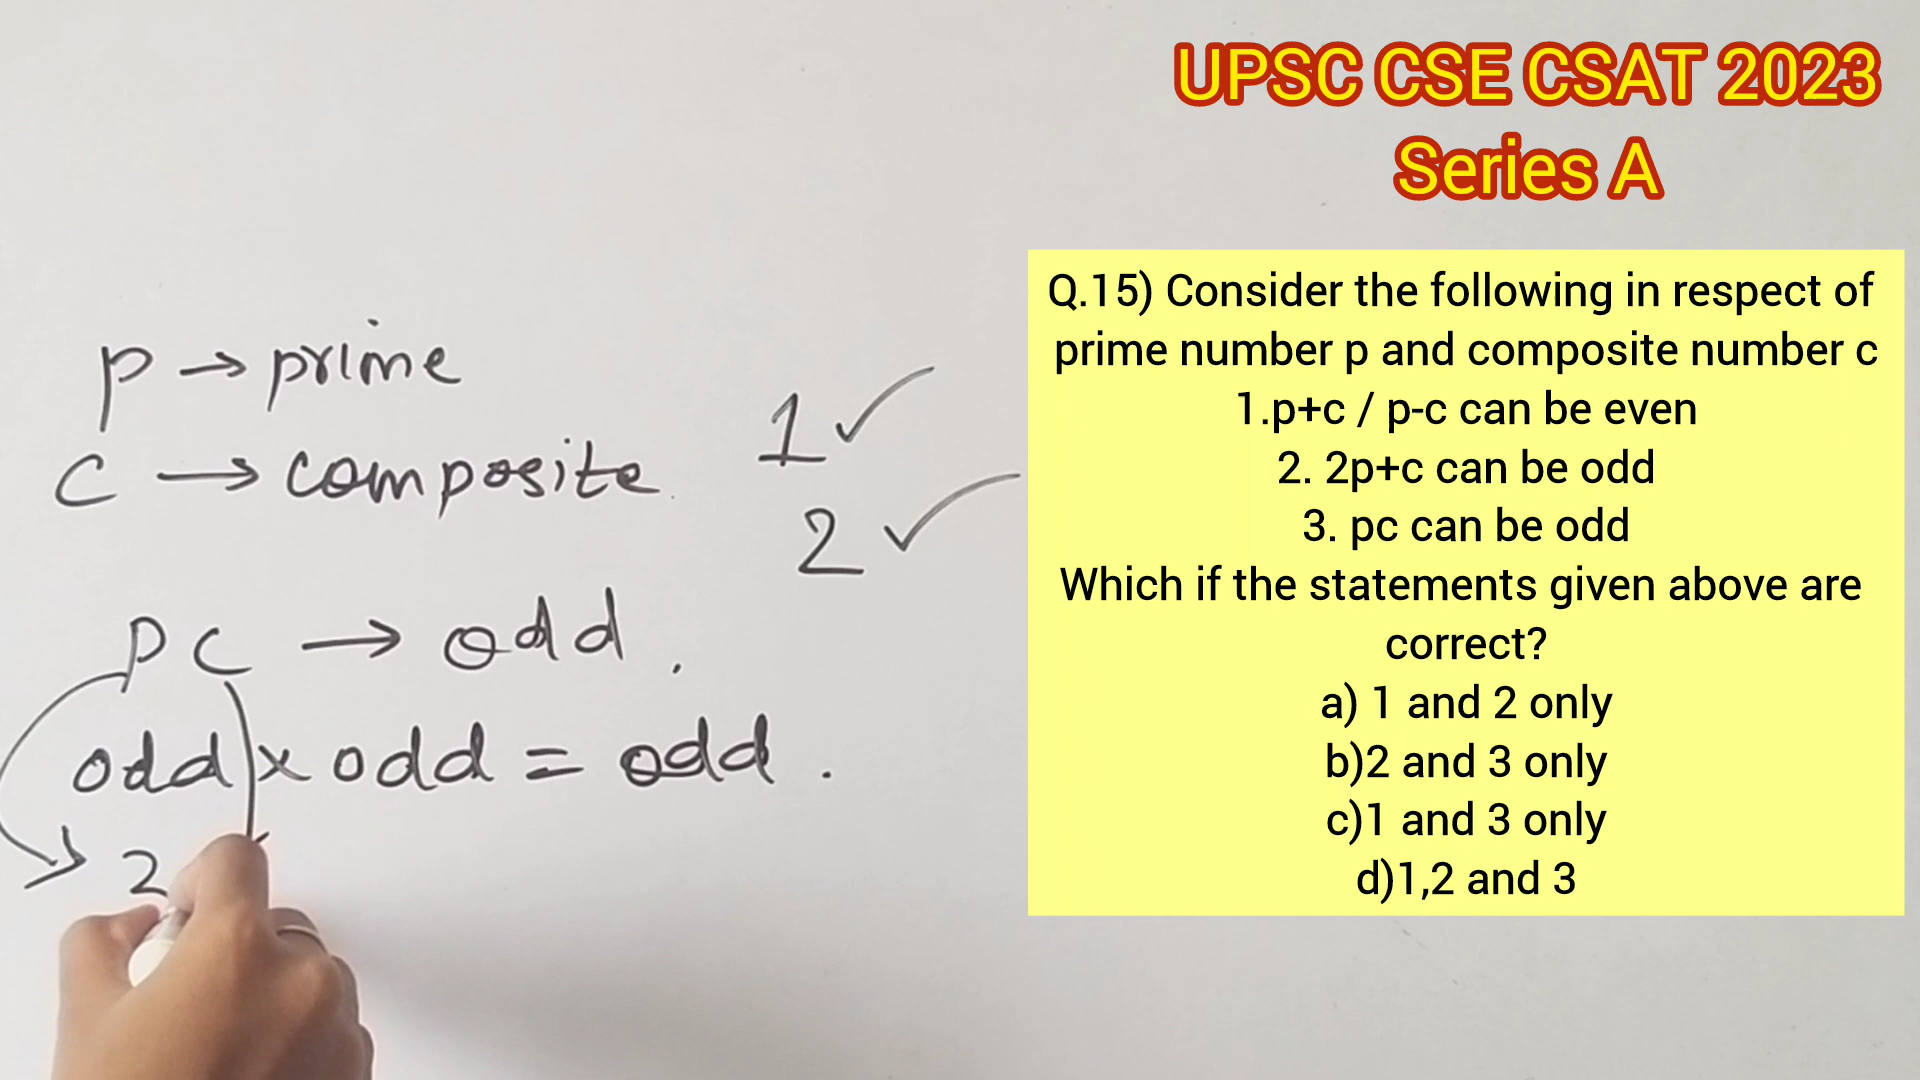 UPSC CSE CSAT 2023
Series A
Q.15) Consider the following in respect of
prime number p and composite number c
1.p+c / p-c can be even
2. 2p+c can be odd
3. pc can be odd
Which if the statements given above are
correct?
a) 1 and 2 only
b)2 and 3 only
c)1 and 3 only
d)1,2 and 3
p → prime
c → composite
1 ✓
2 ✓
pc → odd.
odd x odd = odd.
2